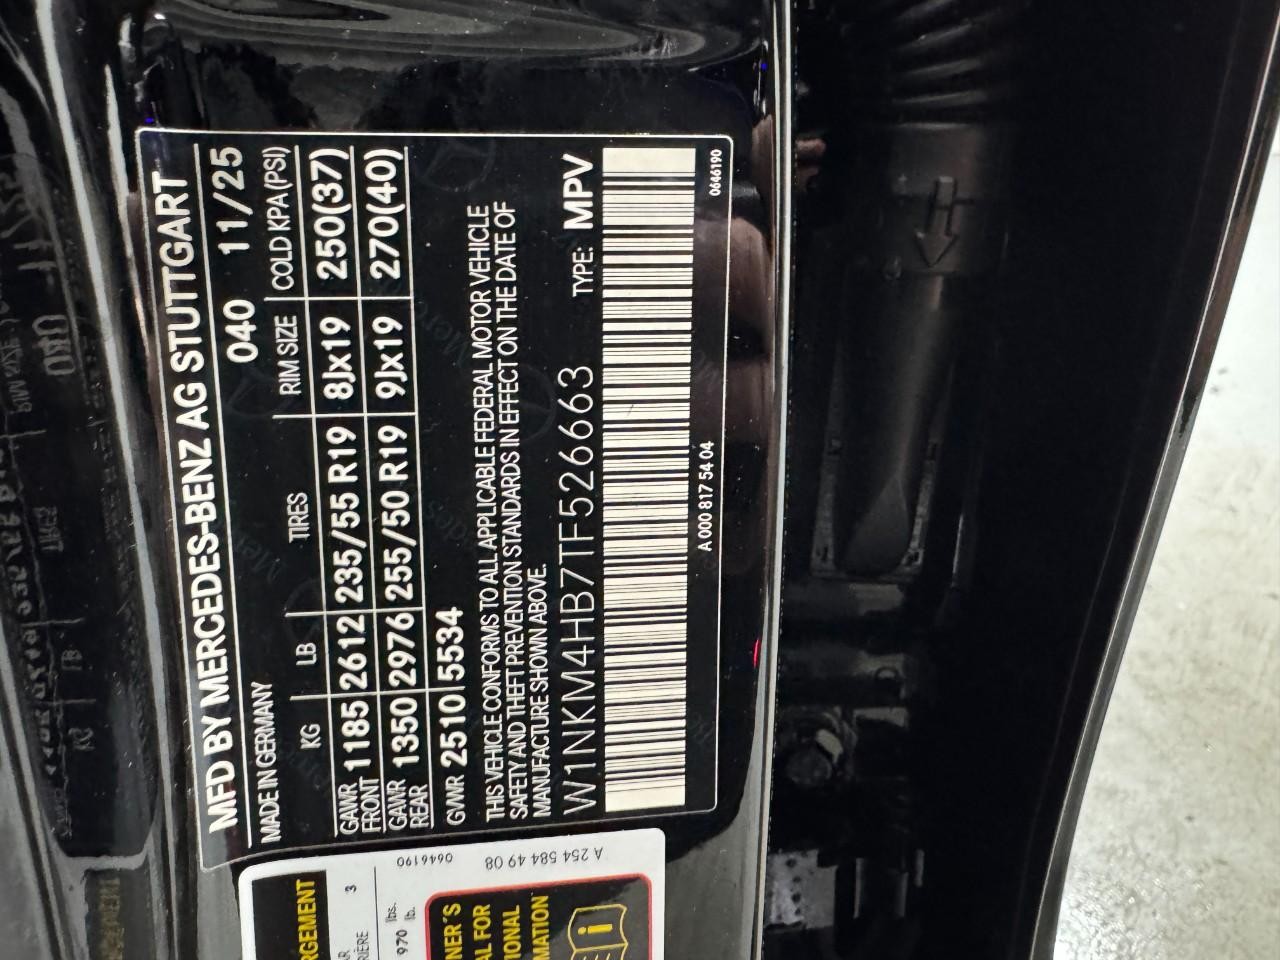 MFD BY MERCEDES-BENZ AG STUTTGART
MADE IN GERMANY 040 11/25
KG LB TIRES RIM SIZE COLD KPA(PSI)
GAWR FRONT 1185 2612 235/55 R19 8Jx19 250(37)
GAWR REAR 1350 2976 255/50 R19 9Jx19 270(40)
GVWR 2510 5534
THIS VEHICLE CONFORMS TO ALL APPLICABLE FEDERAL MOTOR VEHICLE
SAFETY AND THEFT PREVENTION STANDARDS IN EFFECT ON THE DATE OF
MANUFACTURE SHOWN ABOVE.
W1NKM4HB7TF526663 TYPE: MPV
A 000 817 54 04
0646190
3
970 lbs.
lb.
0646190
A 254 584 49 08